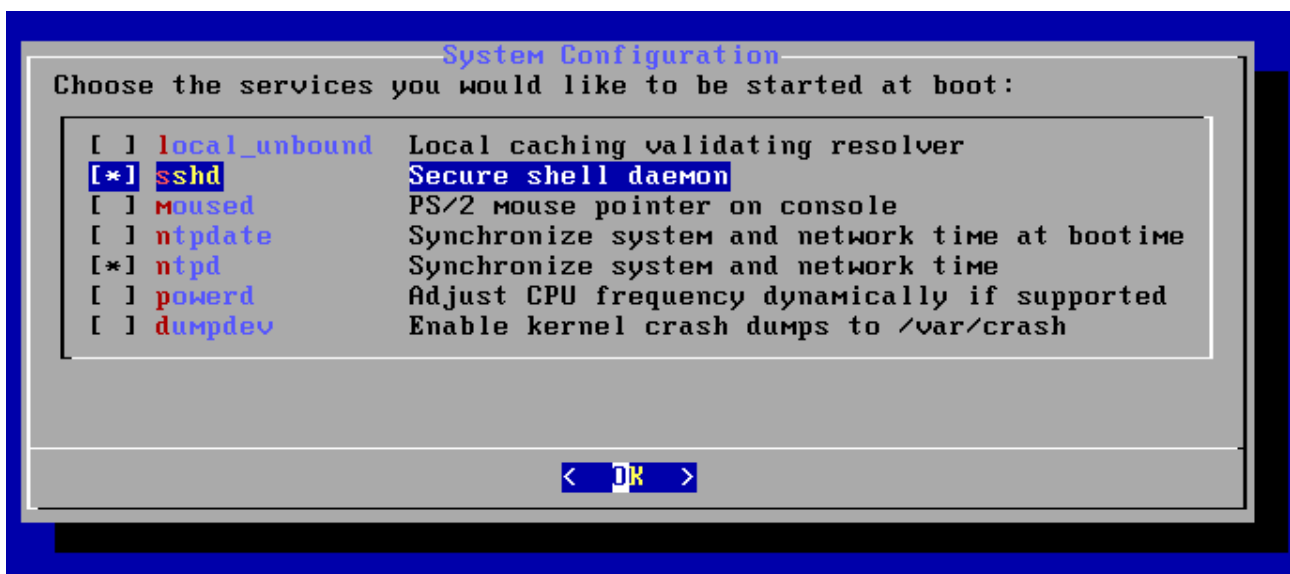 System Configuration
Choose the services you would like to be started at boot:
[ ] local_unbound Local caching validating resolver
[*] sshd Secure shell daemon
[ ] moused PS/2 mouse pointer on console
[ ] ntpdate Synchronize system and network time at bootime
[*] ntpd Synchronize system and network time
[ ] powerd Adjust CPU frequency dynamically if supported
[ ] dumpdev Enable kernel crash dumps to /var/crash
< OK >